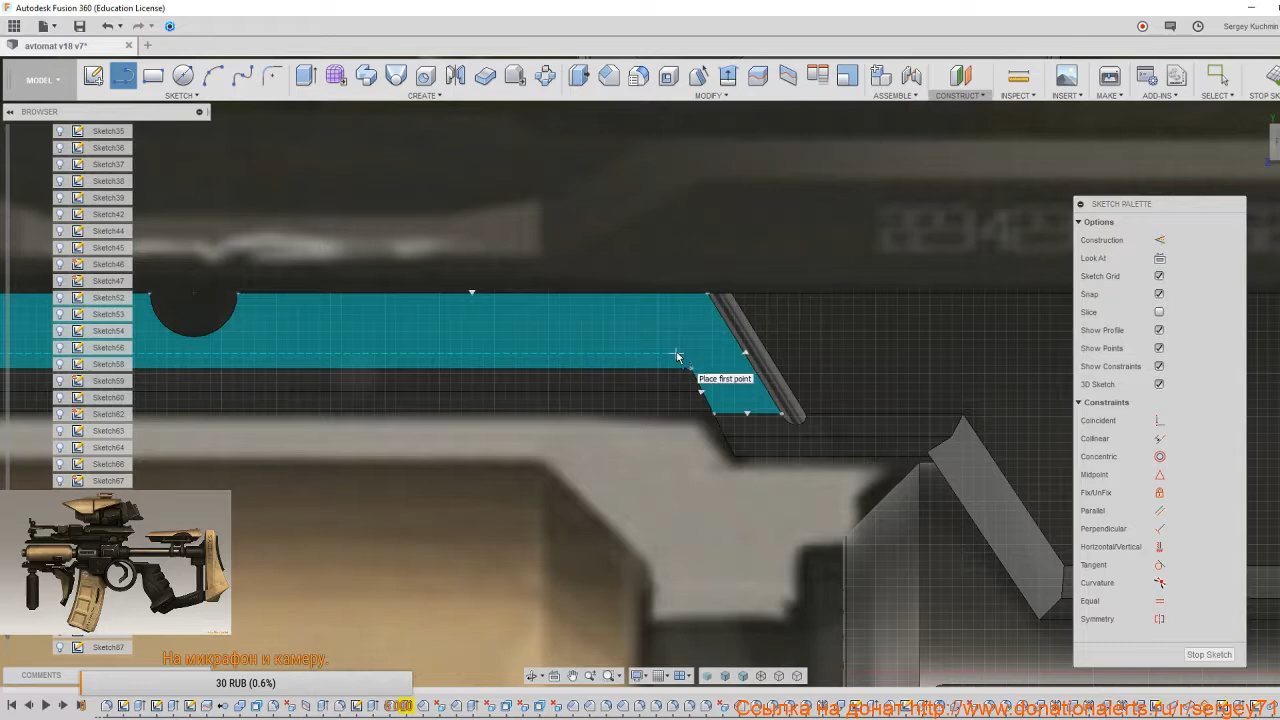 Autodesk Fusion 360 (Education License)
Sergey Kuchmin
avtomat v18 v7*
MODEL
SKETCH
CREATE
MODIFY
ASSEMBLE
CONSTRUCT
INSPECT
INSERT
MAKE
ADD-INS
SELECT
STOP SK
BROWSER
Sketch35
Sketch36
Sketch37
Sketch38
Sketch39
Sketch42
Sketch44
Sketch45
Sketch46
Sketch47
Sketch52
Sketch53
Sketch54
Sketch56
Sketch58
Sketch59
Sketch60
Sketch62
Sketch63
Sketch64
Sketch66
Sketch67
Sketch87
Place first point
SKETCH PALETTE
Options
Construction
Look At
Sketch Grid
Snap
Slice
Show Profile
Show Points
Show Constraints
3D Sketch
Constraints
Coincident
Collinear
Concentric
Midpoint
Fix/UnFix
Parallel
Perpendicular
Horizontal/Vertical
Tangent
Curvature
Equal
Symmetry
Stop Sketch
На микрафон и камеру.
COMMENTS
30 RUB (0.6%)
Ссылка на донат-http://www.donationalerts.ru/r/sergey71